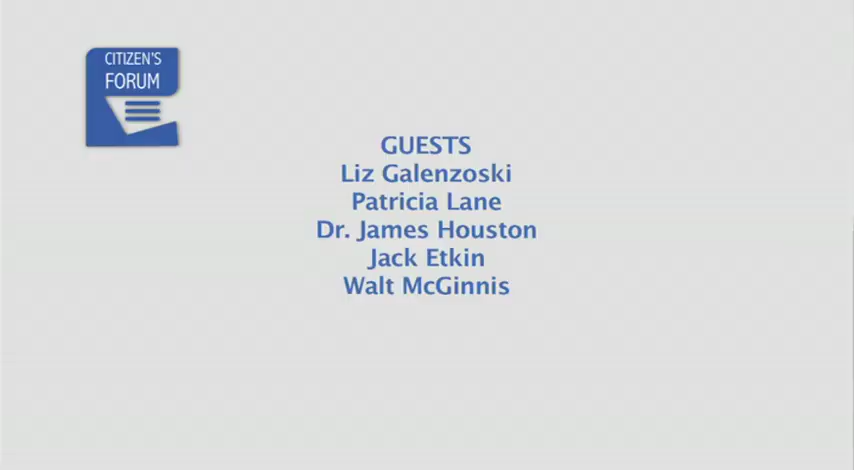 CITIZEN'S
FORUM
GUESTS
Liz Galenzoski
Patricia Lane
Dr. James Houston
Jack Etkin
Walt McGinnis